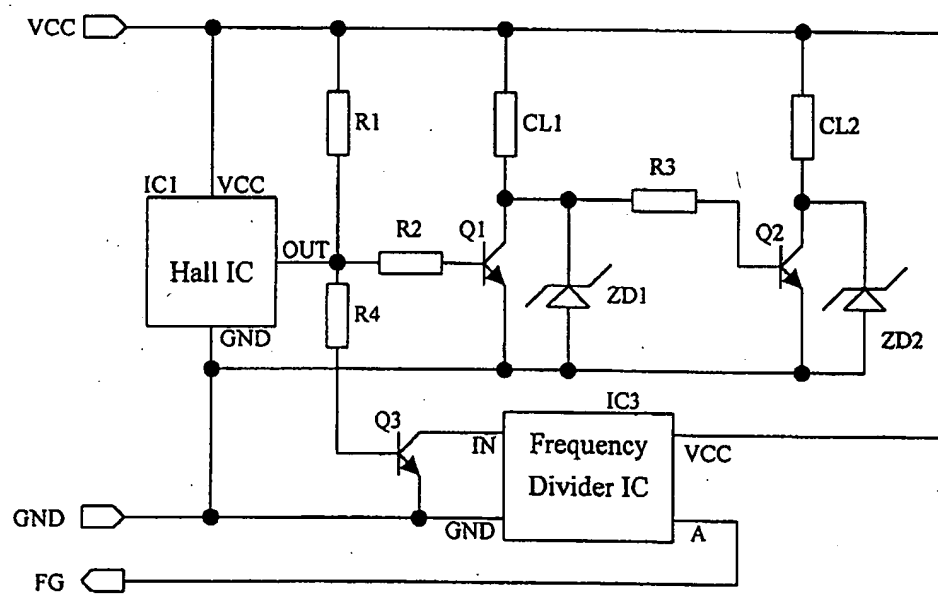 VCC
R1
CL1
CL2
R3
IC1
VCC
OUT
R2
Q1
Q2
Hall IC
R4
ZD1
GND
ZD2
IC3
Q3
IN
Frequency
Divider IC
VCC
GND
GND
A
FG